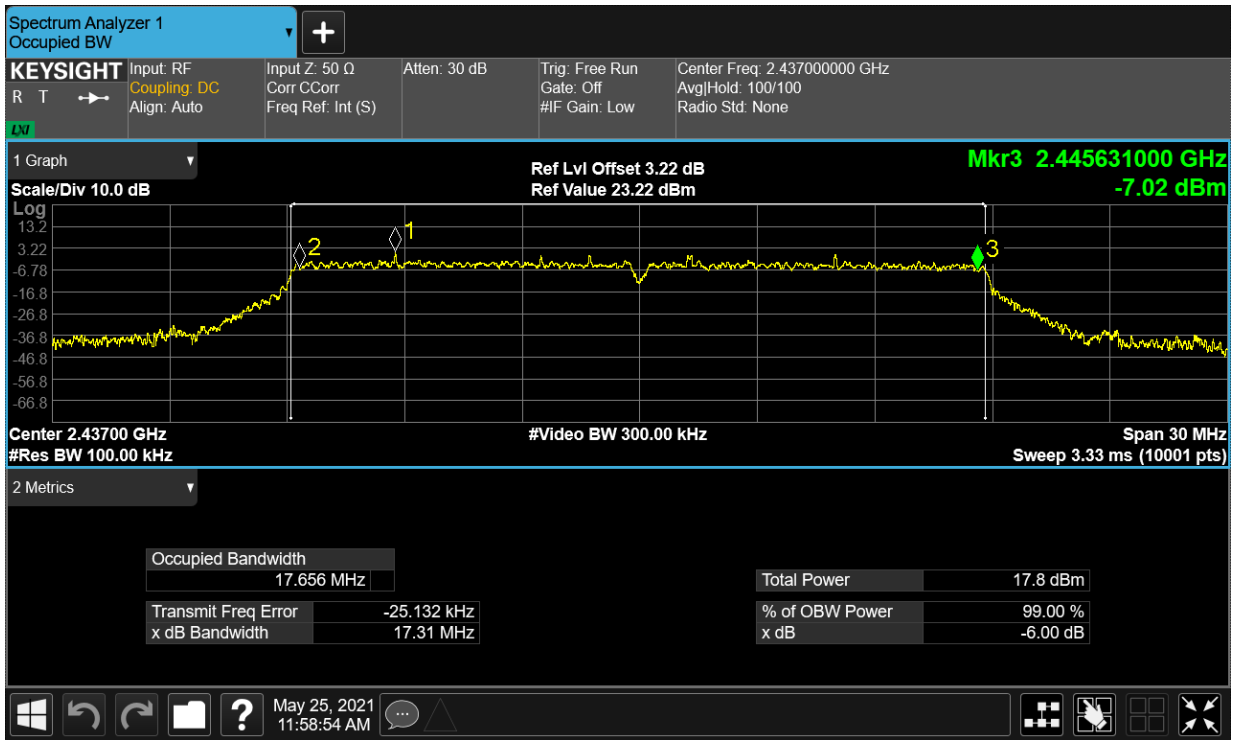 Spectrum Analyzer 1
Occupied BW
KEYSIGHT
R T
LXI
Input: RF
Coupling: DC
Align: Auto
Input Z: 50 Ω
Corr CCorr
Freq Ref: Int (S)
Atten: 30 dB
Trig: Free Run
Gate: Off
#IF Gain: Low
Center Freq: 2.437000000 GHz
Avg|Hold: 100/100
Radio Std: None
1 Graph
Scale/Div 10.0 dB
Ref Lvl Offset 3.22 dB
Ref Value 23.22 dBm
Mkr3 2.445631000 GHz
-7.02 dBm
Log
13.2
3.22
-6.78
-16.8
-26.8
-36.8
-46.8
-56.8
-66.8
2
1
3
Center 2.43700 GHz
#Res BW 100.00 kHz
#Video BW 300.00 kHz
Span 30 MHz
Sweep 3.33 ms (10001 pts)
2 Metrics
Occupied Bandwidth
17.656 MHz
Transmit Freq Error -25.132 kHz
x dB Bandwidth 17.31 MHz
Total Power 17.8 dBm
% of OBW Power 99.00 %
x dB -6.00 dB
?
May 25, 2021
11:58:54 AM